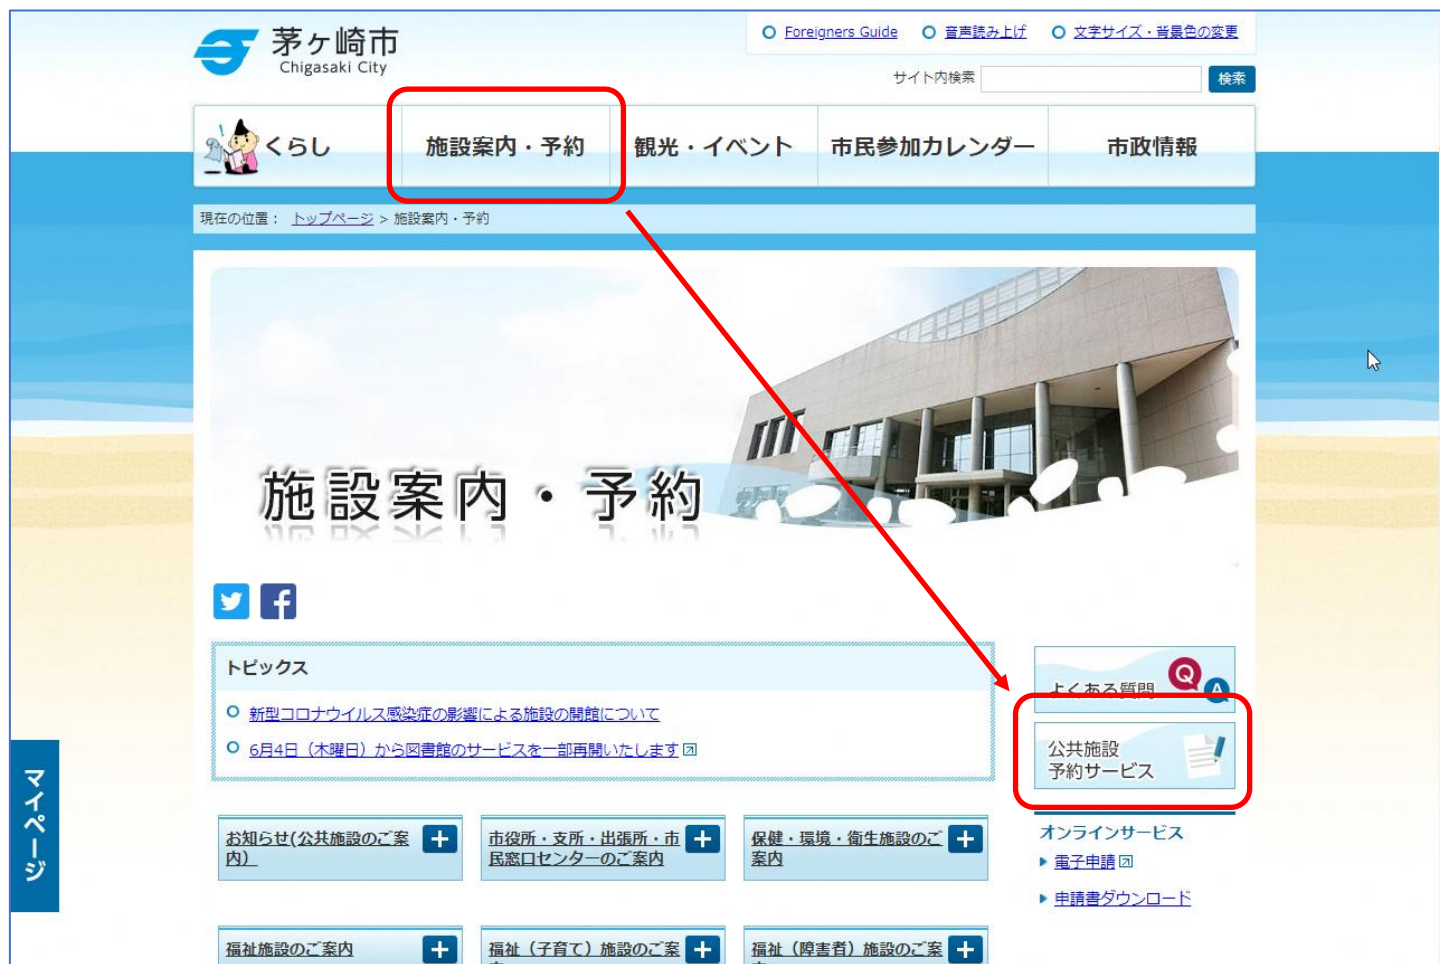 茅ヶ崎市
Chigasaki City
Foreigners Guide
音声読み上げ
文字サイズ・背景色の変更
サイト内検索
検索
くらし
施設案内・予約
観光・イベント
市民参加カレンダー
市政情報
現在の位置： トップページ > 施設案内・予約
施設案内・予約
トピックス
新型コロナウイルス感染症の影響による施設の開館について
6月4日（木曜日）から図書館のサービスを一部再開いたします
よくある質問
Q
A
公共施設
予約サービス
マイページ
お知らせ(公共施設のご案
内）
市役所・支所・出張所・市
民窓口センターのご案内
保健・環境・衛生施設のご
案内
オンラインサービス
電子申請
申請書ダウンロード
福祉施設のご案内
福祉（子育て）施設のご案
福祉（障害者）施設のご案